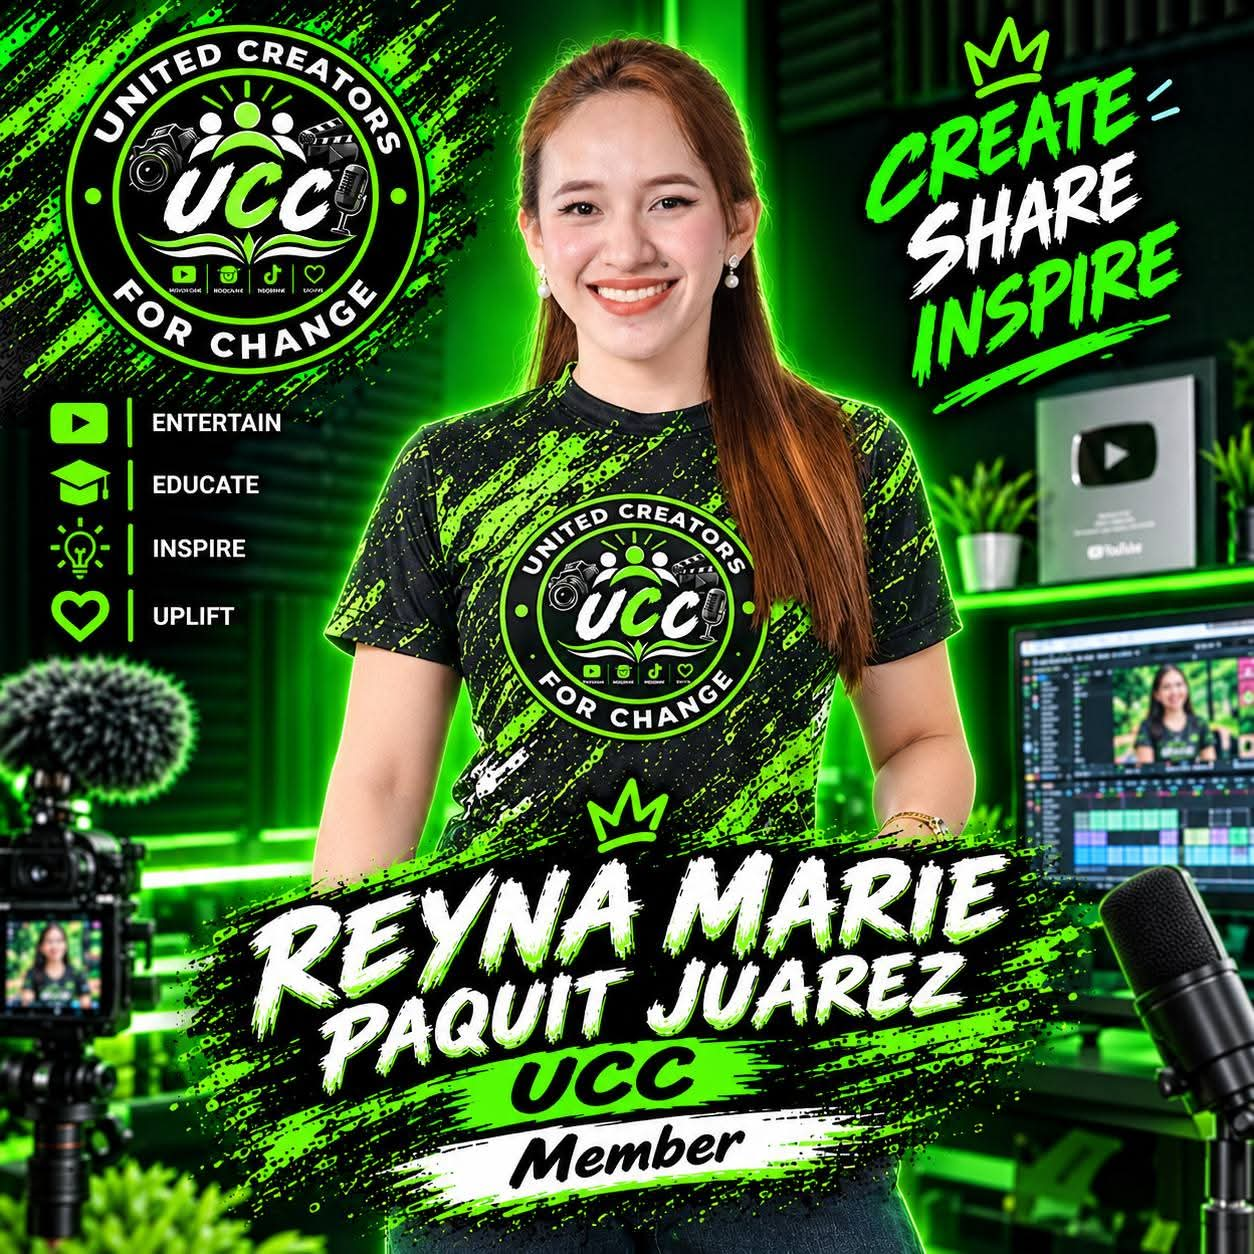 UNITED CREATORS
UCC
FOR CHANGE
CREATE
SHARE
INSPIRE
ENTERTAIN
EDUCATE
INSPIRE
UPLIFT
YouTube
UNITED CREATORS
UCC
FOR CHANGE
REYNA MARIE
PAQUIT JUAREZ
UCC
Member